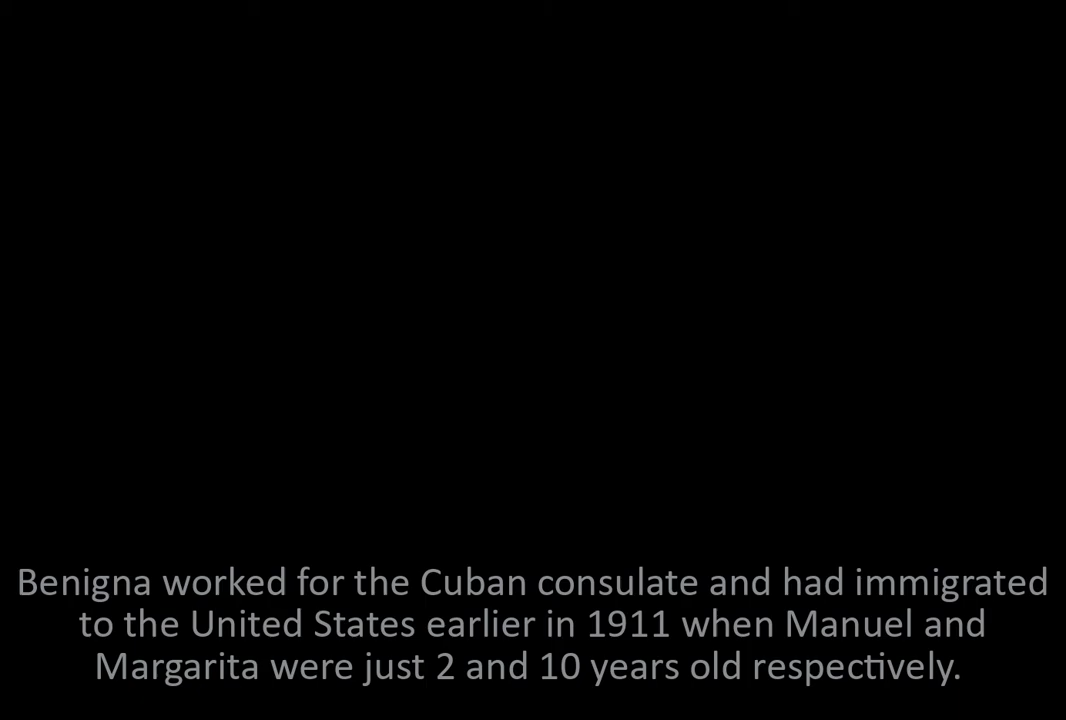 Benigna worked for the Cuban consulate and had immigrated
to the United States earlier in 1911 when Manuel and
Margarita were just 2 and 10 years old respectively.